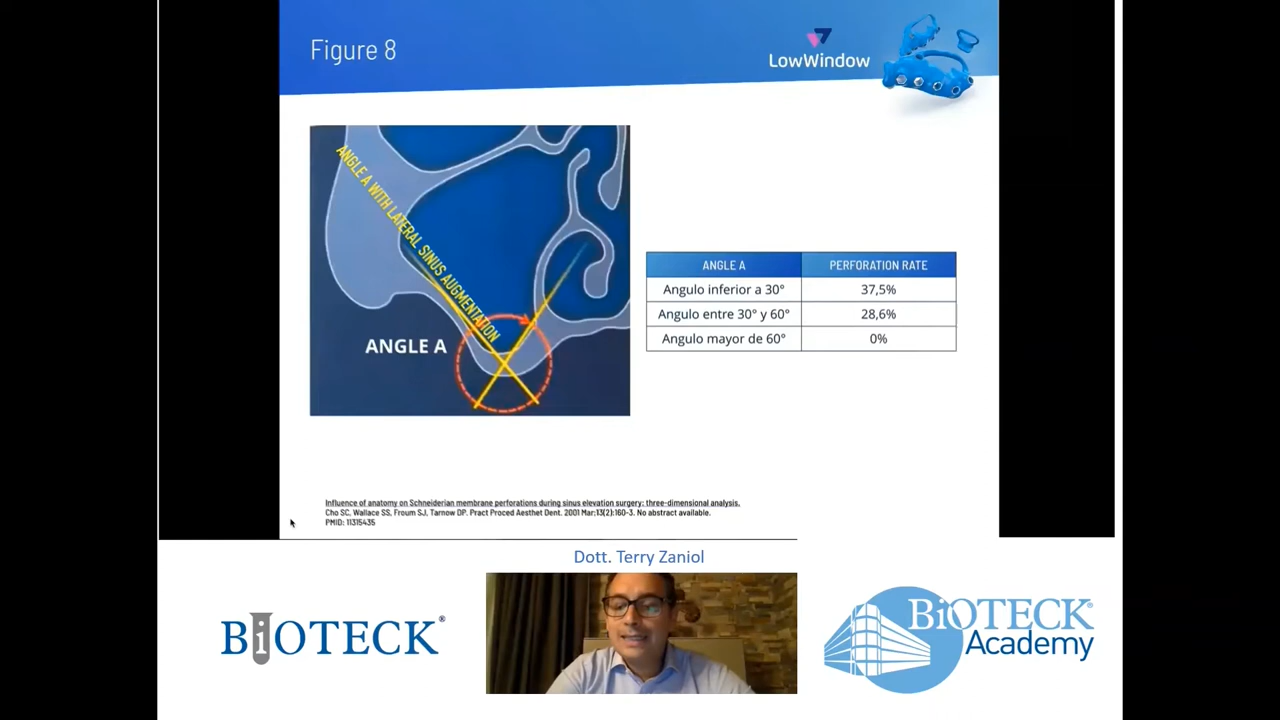 Figure 8
LowWindow
ANGLE A WITH LATERAL SINUS AUGMENTATION
ANGLE A
ANGLE A PERFORATION RATE
Angulo inferior a 30° 37,5%
Angulo entre 30° y 60° 28,6%
Angulo mayor de 60° 0%
Influence of anatomy on Schneiderian membrane perforations during sinus elevation surgery: three-dimensional analysis.
Cho SC, Wallace SS, Froum SJ, Tarnow DP. Pract Proced Aesthet Dent. 2001 Mar;13(2):160-3. No abstract available.
PMID: 11315435
Dott. Terry Zaniol
BiOTECK®
BiOTECK®
Academy